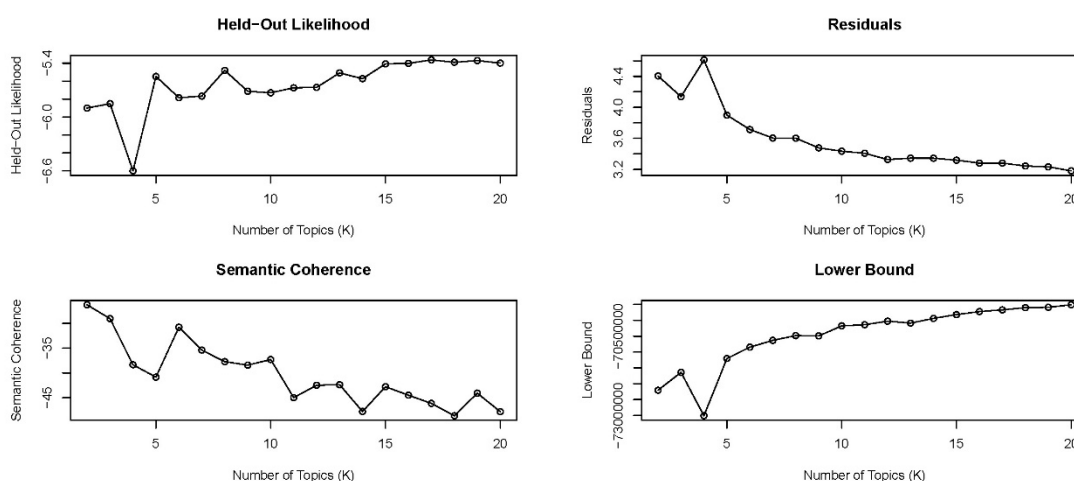 Held−Out Likelihood
Held−Out Likelihood
−5.4
−6.0
−6.6
5
10
15
20
Number of Topics (K)
Residuals
Residuals
4.4
4.0
3.6
3.2
5
10
15
20
Number of Topics (K)
Semantic Coherence
Semantic Coherence
−35
−45
5
10
15
20
Number of Topics (K)
Lower Bound
Lower Bound
−70500000
−73000000
5
10
15
20
Number of Topics (K)